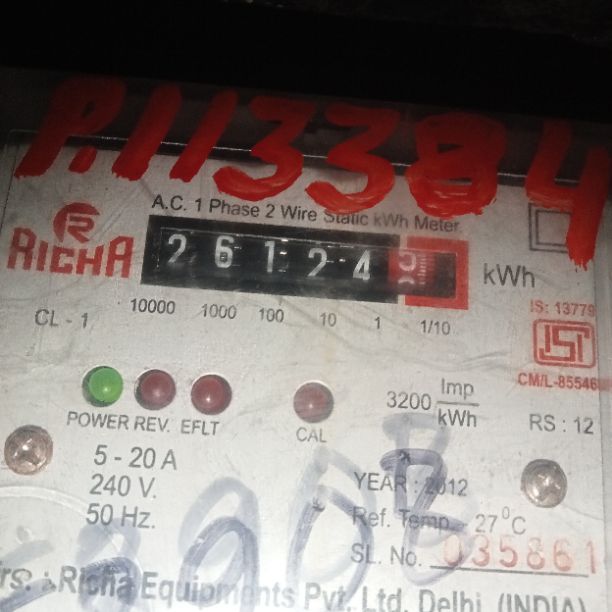 P.113384
A.C. 1 Phase 2 Wire Static kWh Meter
R
RICHA
2 6 1 2 4
kWh
10000 1000 100 10 1 1/10
CL - 1
IS: 13779
ISI
CM/L-85546
3200 Imp/kWh
RS : 12
POWER REV. EFLT
CAL
5 - 20 A
240 V.
50 Hz.
YEAR : 2012
Ref. Temp. 27°C
SL. No. 035861
rs. : Richa Equipments Pvt. Ltd. Delhi. (INDIA)